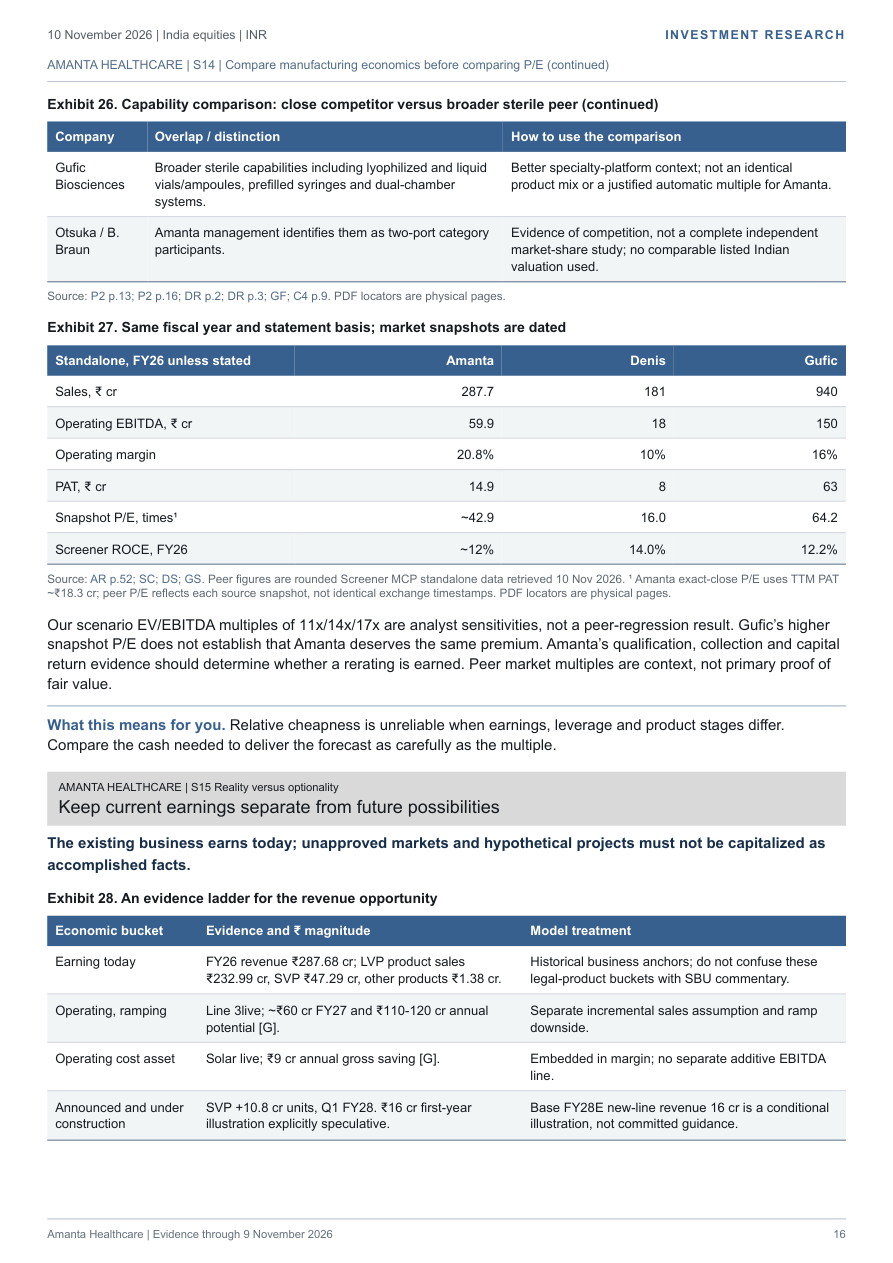 10 November 2026 | India equities | INR
INVESTMENT RESEARCH
AMANTA HEALTHCARE | S14 | Compare manufacturing economics before comparing P/E (continued)
Exhibit 26. Capability comparison: close competitor versus broader sterile peer (continued)
Company Overlap / distinction How to use the comparison
Gufic Broader sterile capabilities including lyophilized and liquid Better specialty-platform context; not an identical
Biosciences vials/ampoules, prefilled syringes and dual-chamber product mix or a justified automatic multiple for Amanta.
systems.
Otsuka / B. Amanta management identifies them as two-port category Evidence of competition, not a complete independent
Braun participants. market-share study; no comparable listed Indian
valuation used.
Source: P2 p.13; P2 p.16; DR p.2; DR p.3; GF; C4 p.9. PDF locators are physical pages.
Exhibit 27. Same fiscal year and statement basis; market snapshots are dated
Standalone, FY26 unless stated Amanta Denis Gufic
Sales, ₹ cr 287.7 181 940
Operating EBITDA, ₹ cr 59.9 18 150
Operating margin 20.8% 10% 16%
PAT, ₹ cr 14.9 8 63
Snapshot P/E, times¹ ~42.9 16.0 64.2
Screener ROCE, FY26 ~12% 14.0% 12.2%
Source: AR p.52; SC; DS; GS. Peer figures are rounded Screener MCP standalone data retrieved 10 Nov 2026. ¹ Amanta exact-close P/E uses TTM PAT
~₹18.3 cr; peer P/E reflects each source snapshot, not identical exchange timestamps. PDF locators are physical pages.
Our scenario EV/EBITDA multiples of 11x/14x/17x are analyst sensitivities, not a peer-regression result. Gufic’s higher
snapshot P/E does not establish that Amanta deserves the same premium. Amanta’s qualification, collection and capital
return evidence should determine whether a rerating is earned. Peer market multiples are context, not primary proof of
fair value.
What this means for you. Relative cheapness is unreliable when earnings, leverage and product stages differ.
Compare the cash needed to deliver the forecast as carefully as the multiple.
AMANTA HEALTHCARE | S15 Reality versus optionality
Keep current earnings separate from future possibilities
The existing business earns today; unapproved markets and hypothetical projects must not be capitalized as
accomplished facts.
Exhibit 28. An evidence ladder for the revenue opportunity
Economic bucket Evidence and ₹ magnitude Model treatment
Earning today FY26 revenue ₹287.68 cr; LVP product sales Historical business anchors; do not confuse these
₹232.99 cr, SVP ₹47.29 cr, other products ₹1.38 cr. legal-product buckets with SBU commentary.
Operating, ramping Line 3live; ~₹60 cr FY27 and ₹110-120 cr annual Separate incremental sales assumption and ramp
potential [G]. downside.
Operating cost asset Solar live; ₹9 cr annual gross saving [G]. Embedded in margin; no separate additive EBITDA
line.
Announced and under SVP +10.8 cr units, Q1 FY28. ₹16 cr first-year Base FY28E new-line revenue 16 cr is a conditional
construction illustration explicitly speculative. illustration, not committed guidance.
Amanta Healthcare | Evidence through 9 November 2026
16